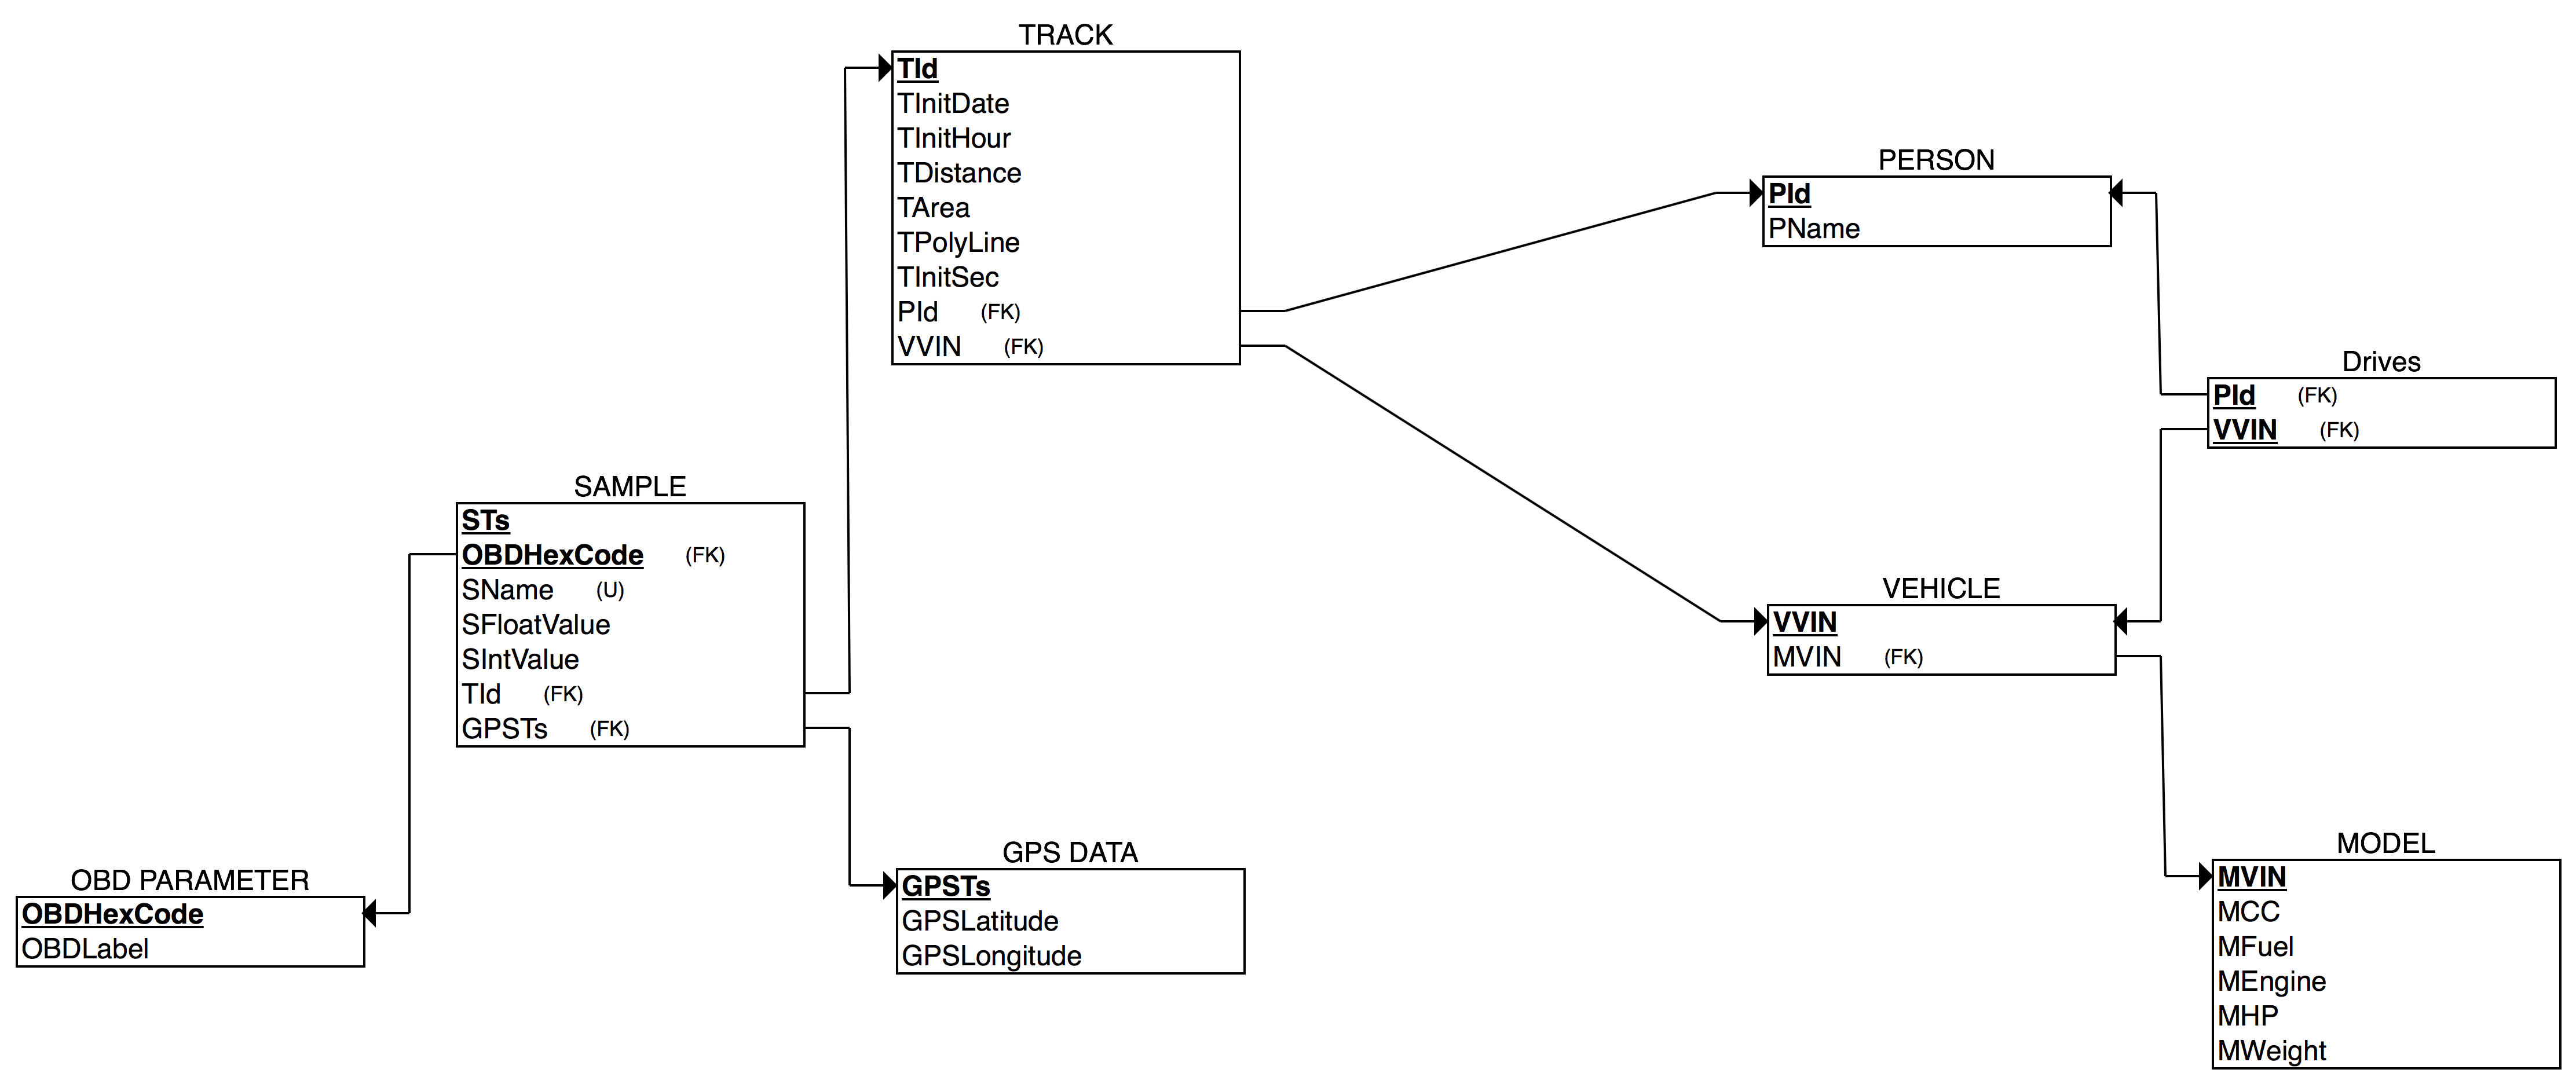 TRACK
TId
TInitDate
TInitHour
TDistance
TArea
TPolyLine
TInitSec
PId (FK)
VVIN (FK)
PERSON
PId
PName
Drives
PId (FK)
VVIN (FK)
SAMPLE
STs
OBDHexCode (FK)
SName (U)
SFloatValue
SIntValue
TId (FK)
GPSTs (FK)
VEHICLE
VVIN
MVIN (FK)
OBD PARAMETER
OBDHexCode
OBDLabel
GPS DATA
GPSTs
GPSLatitude
GPSLongitude
MODEL
MVIN
MCC
MFuel
MEngine
MHP
MWeight